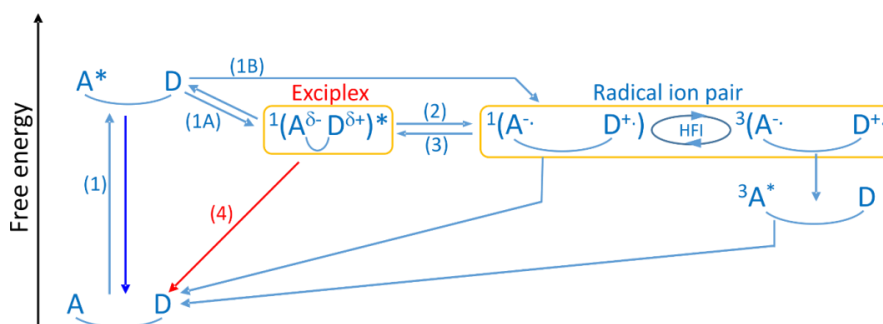 Free energy
A* D
(1B)
(1A)
Exciplex
¹(A^δ- D^δ+)*
(2)
(3)
Radical ion pair
¹(A^-. D^+.)
HFI
³(A^-. D^+.
(1)
(4)
³A* D
A D